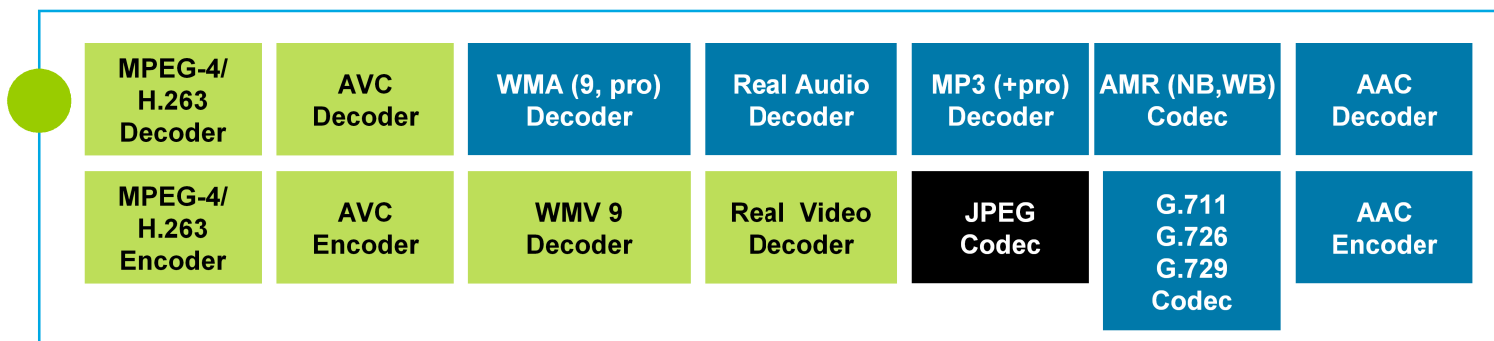 MPEG-4/
H.263
Decoder
AVC
Decoder
WMA (9, pro)
Decoder
Real Audio
Decoder
MP3 (+pro)
Decoder
AMR (NB,WB)
Codec
AAC
Decoder
MPEG-4/
H.263
Encoder
AVC
Encoder
WMV 9
Decoder
Real  Video
Decoder
JPEG
Codec
G.711
G.726
G.729
Codec
AAC
Encoder